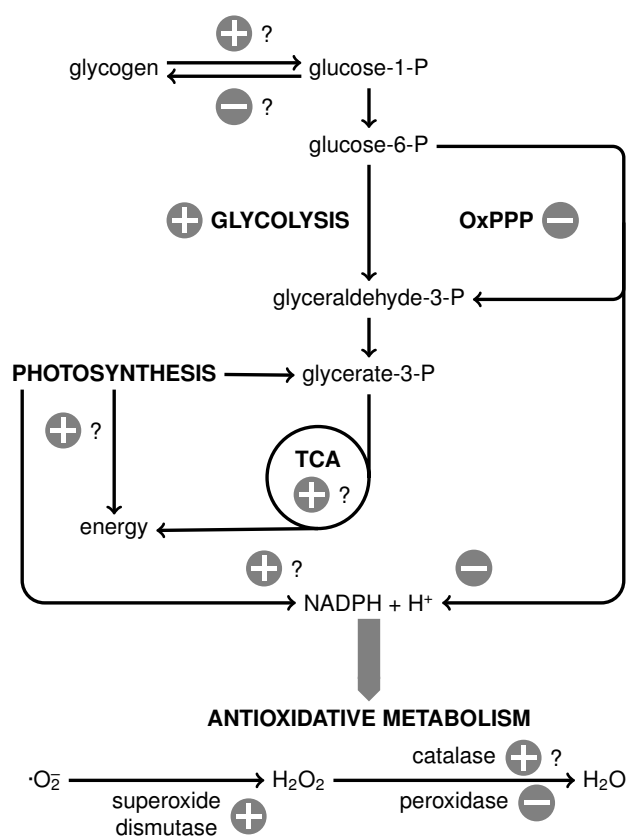 + ?
glycogen glucose-1-P
− ?
glucose-6-P
+ GLYCOLYSIS OxPPP −
glyceraldehyde-3-P
PHOTOSYNTHESIS glycerate-3-P
+ ?
TCA
+ ?
energy
+ ? −
NADPH + H⁺
ANTIOXIDATIVE METABOLISM
catalase + ?
·O₂⁻ H₂O₂ H₂O
superoxide peroxidase −
dismutase +